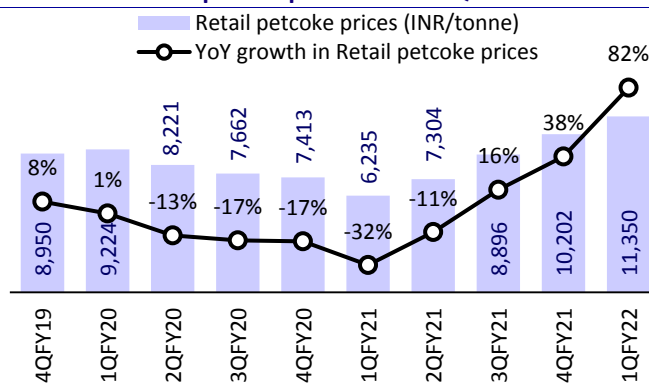 Retail petcoke prices (INR/tonne)
YoY growth in Retail petcoke prices
8% 1% -13% -17% -17% -32% -11% 16% 38% 82%
8,950 9,224 8,221 7,662 7,413 6,235 7,304 8,896 10,202 11,350
4QFY19 1QFY20 2QFY20 3QFY20 4QFY20 1QFY21 2QFY21 3QFY21 4QFY21 1QFY22